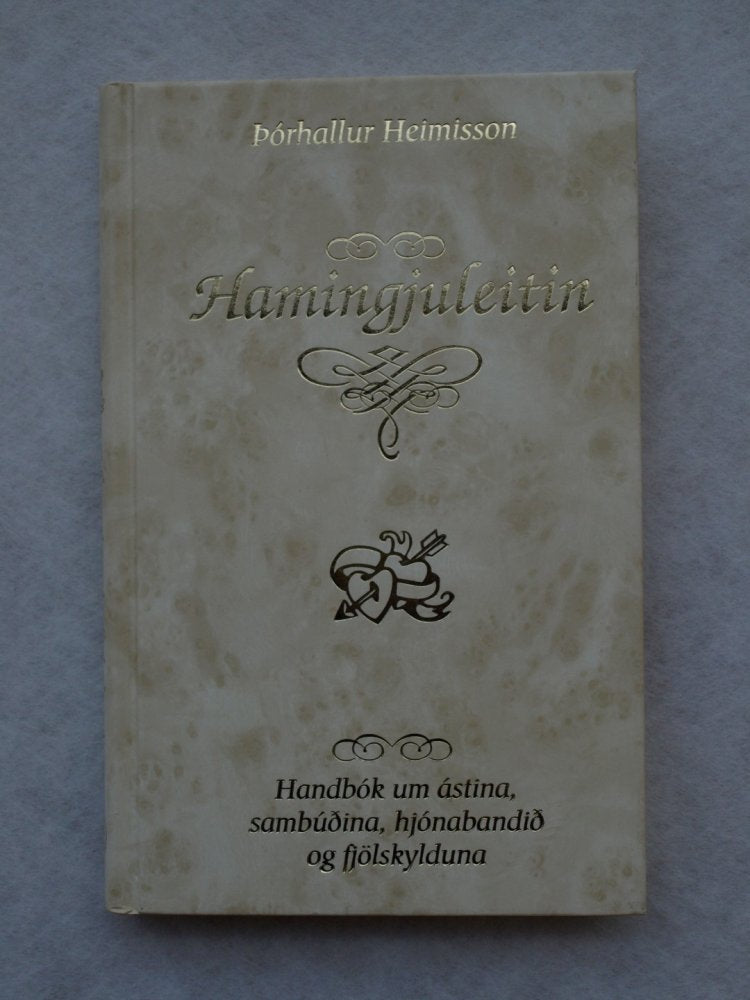 Þórhallur Heimisson
Hamingjuleitin
Handbók um ástina,
sambúðina, hjónabandið
og fjölskylduna